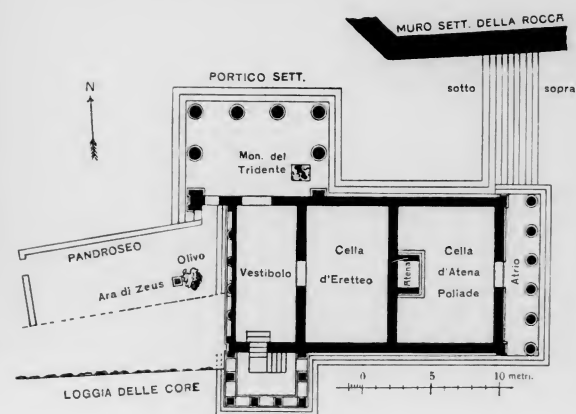 MURO SETT. DELLA ROCCA
N
PORTICO SETT.
sotto
sopra
Mon. del
Tridente
PANDROSEO
Olivo
Ara di Zeus
Vestibolo
Cella
d'Eretteo
Atena
Cella
d'Atena
Poliade
Atrio
LOGGIA DELLE CORE
0
5
10 metri.